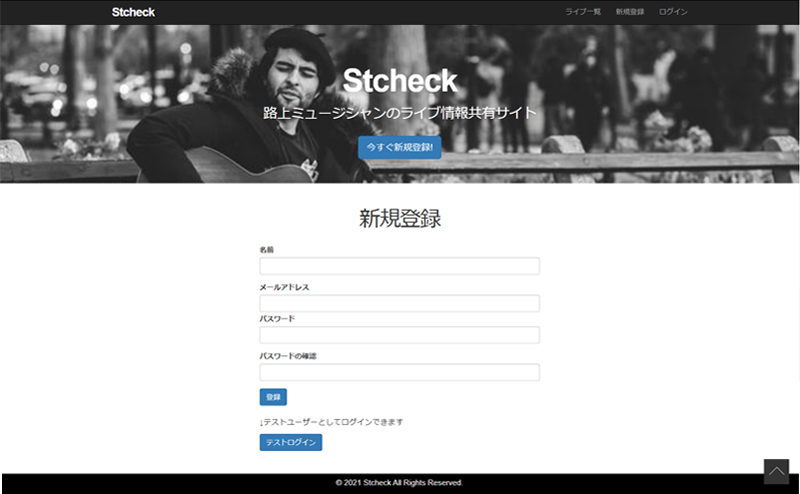 Stcheck
ライブ一覧 新規登録 ログイン
Stcheck
路上ミュージシャンのライブ情報共有サイト
今すぐ新規登録!
新規登録
名前
メールアドレス
パスワード
パスワードの確認
登録
↓テストユーザーとしてログインできます
テストログイン
© 2021 Stcheck All Rights Reserved.